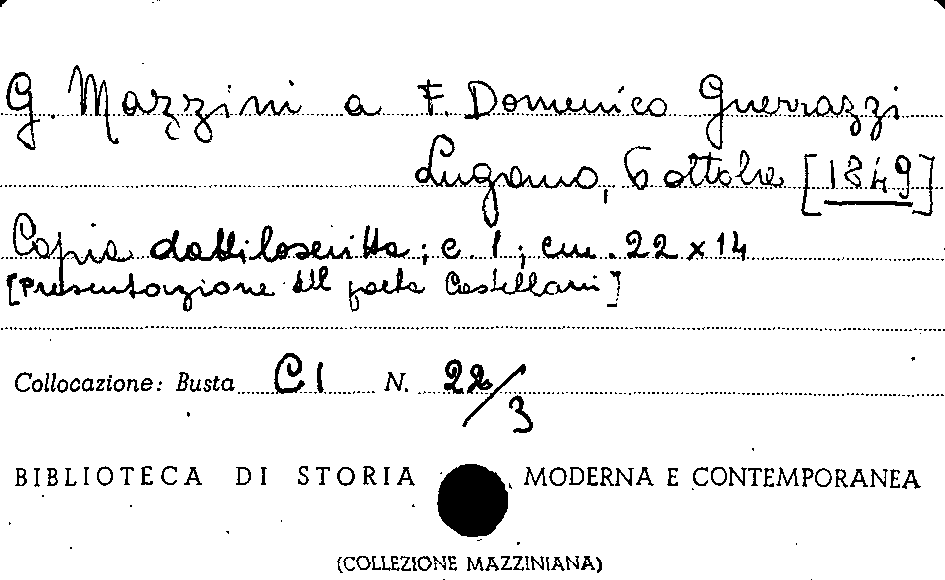 G. Mazzini a F. Domenico Guerrazzi
Lugano, 6 ottobre [1849]
Copia dattiloscritta; c. 1; cm. 22 x 14
[Presentazione del poeta Castellani]
Collocazione: Busta C I N. 22/3
BIBLIOTECA DI STORIA MODERNA E CONTEMPORANEA
(COLLEZIONE MAZZINIANA)